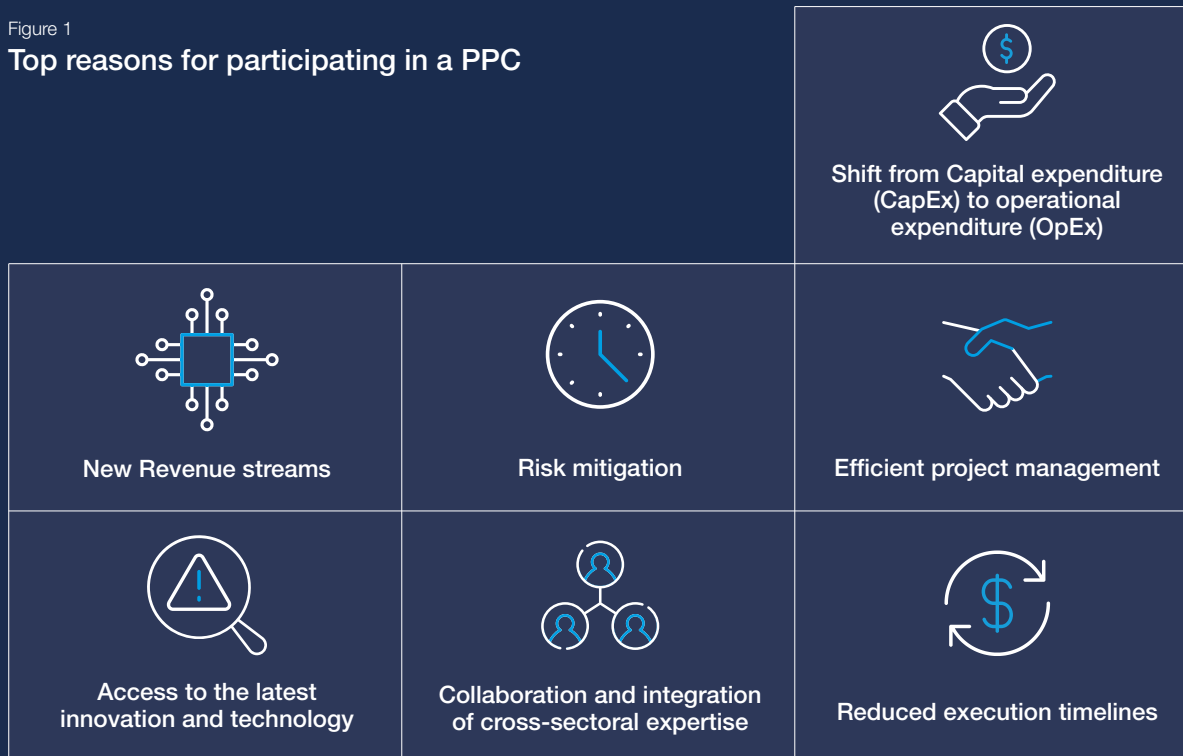 Figure 1
Top reasons for participating in a PPC
$
Shift from Capital expenditure
(CapEx) to operational
expenditure (OpEx)
New Revenue streams
Risk mitigation
Efficient project management
!
Access to the latest
innovation and technology
Collaboration and integration
of cross-sectoral expertise
$
Reduced execution timelines